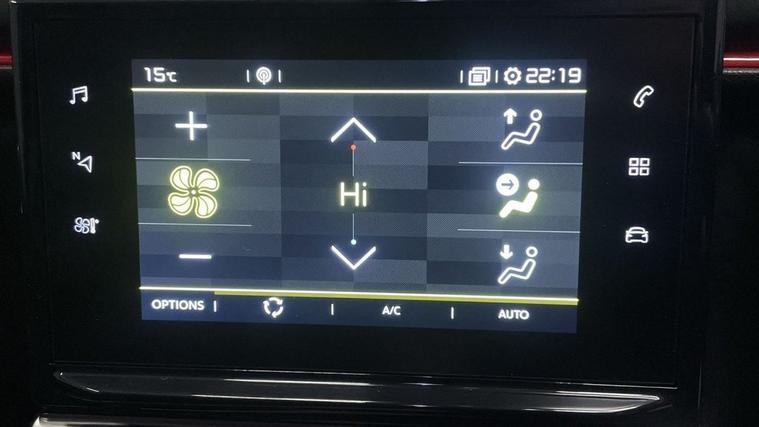 15°C 22:19
N
Hi
OPTIONS A/C AUTO